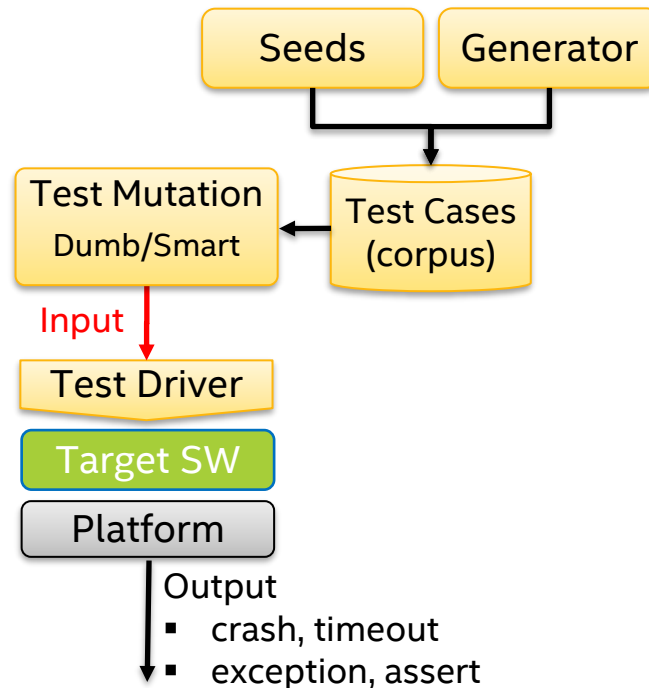 Seeds
Generator
Test Mutation
Dumb/Smart
Test Cases
(corpus)
Input
Test Driver
Target SW
Platform
Output
▪ crash, timeout
▪ exception, assert